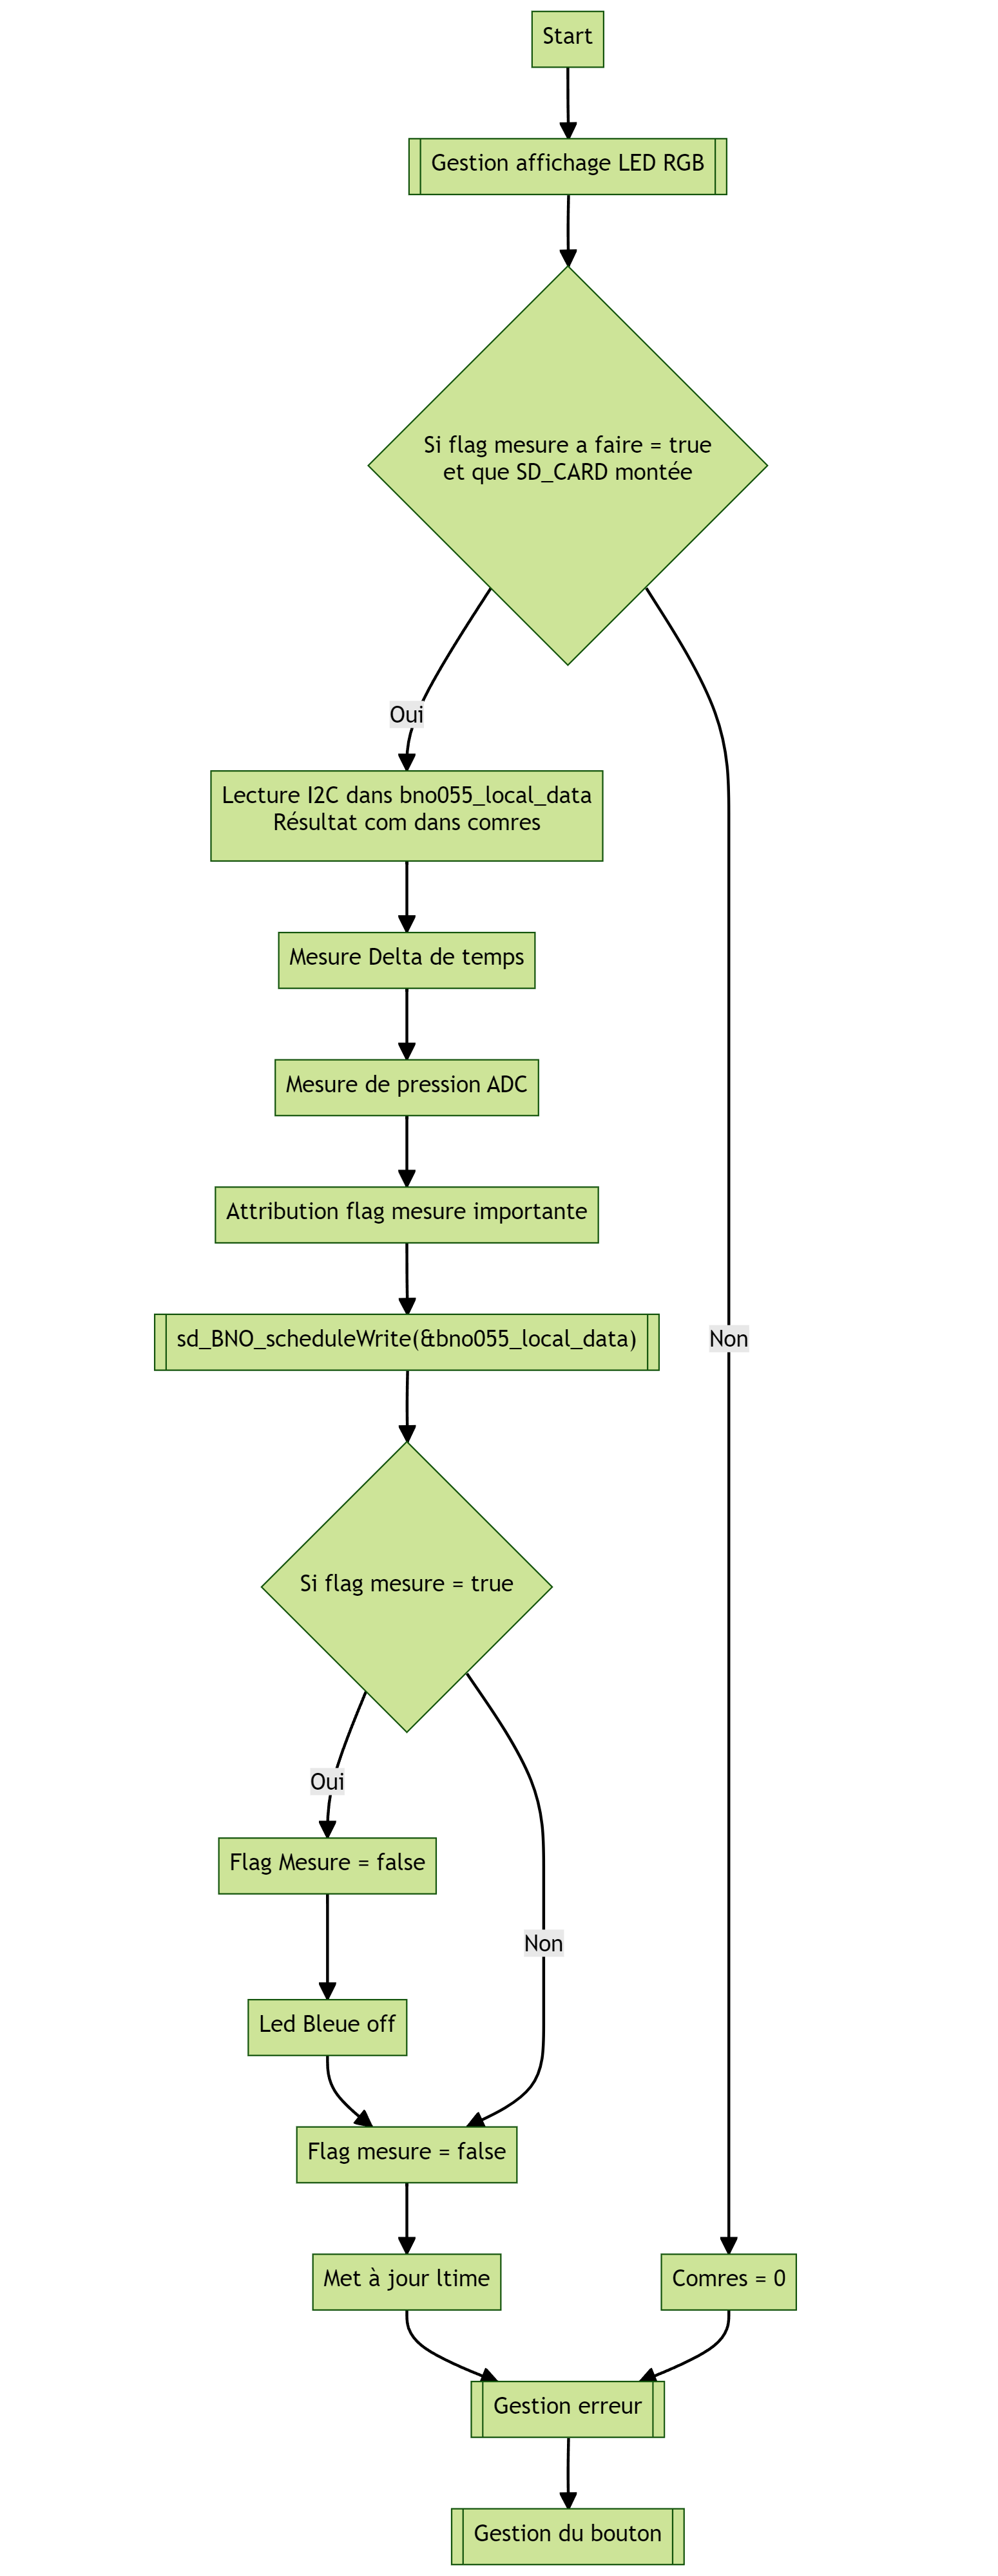 Start
Gestion affichage LED RGB
Si flag mesure a faire = true
et que SD_CARD montée
Oui
Lecture I2C dans bno055_local_data
Résultat com dans comres
Mesure Delta de temps
Mesure de pression ADC
Attribution flag mesure importante
sd_BNO_scheduleWrite(&bno055_local_data)
Non
Si flag mesure = true
Oui
Flag Mesure = false
Non
Led Bleue off
Flag mesure = false
Met à jour ltime
Comres = 0
Gestion erreur
Gestion du bouton